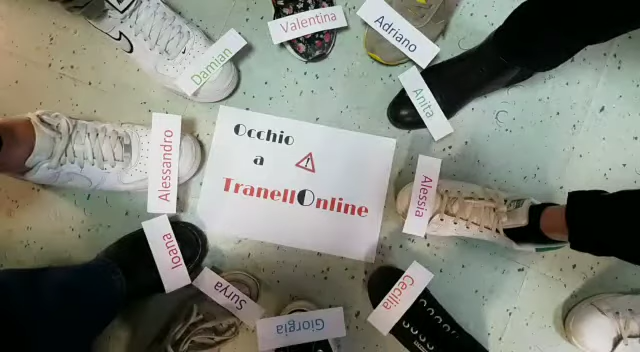 Valentina
Adriano
Damian
Anita
Occhio
a
TranellOnline
Alessandro
Alessia
Ioana
Surya
Giorgia
Cecilia